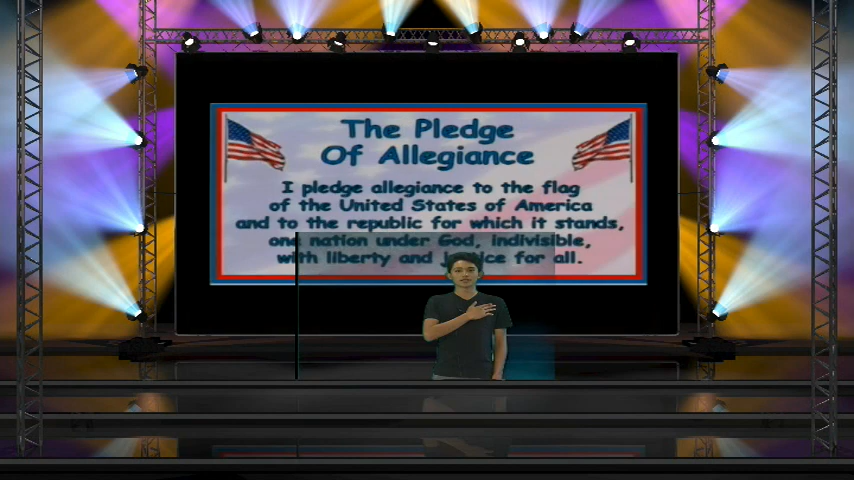 The Pledge
Of Allegiance
I pledge allegiance to the flag
of the United States of America
and to the republic for which it stands,
one nation under God, indivisible,
with liberty and justice for all.